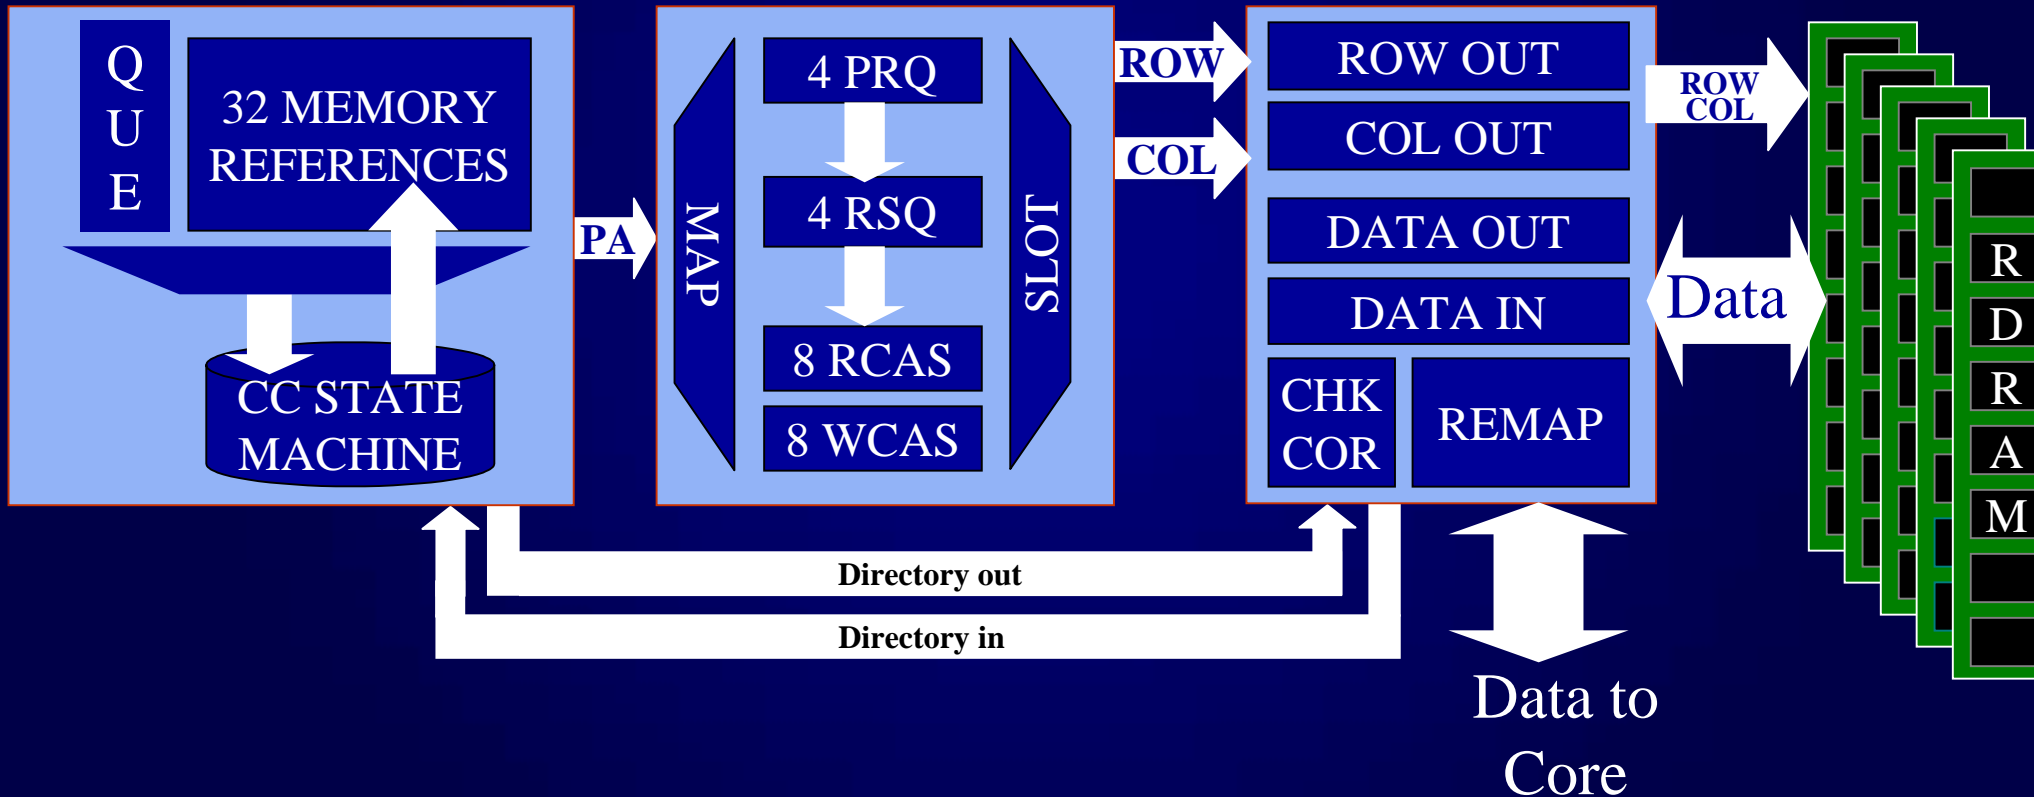 QUE
32 MEMORY
REFERENCES
CC STATE
MACHINE
PA
MAP
4 PRQ
4 RSQ
8 RCAS
8 WCAS
SLOT
ROW
COL
ROW OUT
COL OUT
DATA OUT
DATA IN
CHK
COR
REMAP
ROW
COL
Data
RDRAM
Directory out
Directory in
Data to
Core